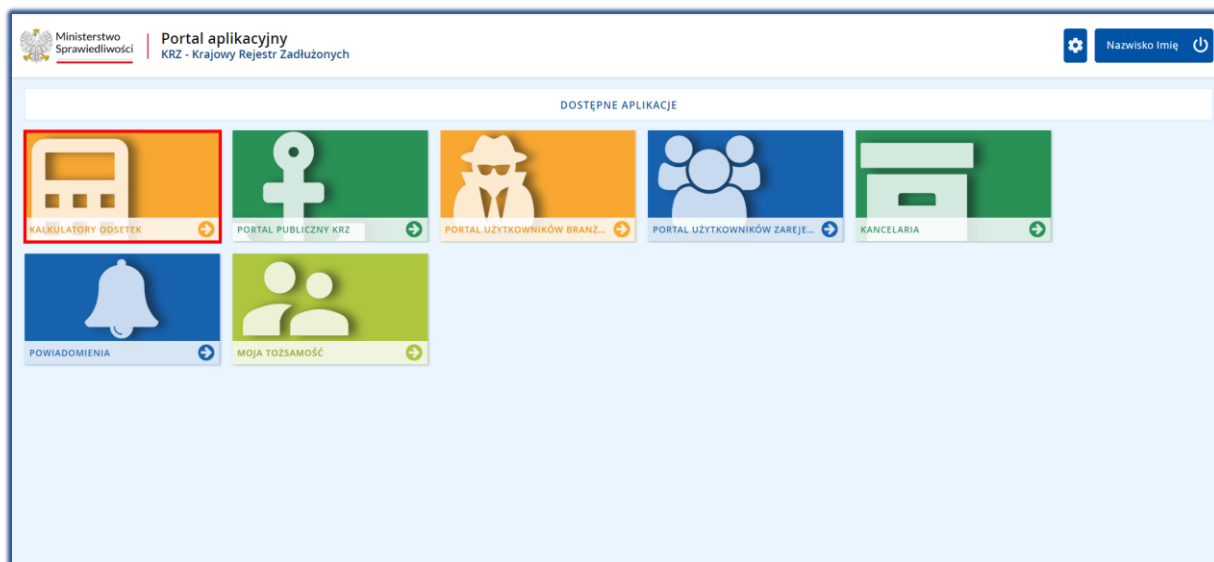 Ministerstwo
Sprawiedliwości
Portal aplikacyjny
KRZ - Krajowy Rejestr Zadłużonych
Nazwisko Imię
DOSTĘPNE APLIKACJE
KALKULATORY ODSETEK
PORTAL PUBLICZNY KRZ
PORTAL UŻYTKOWNIKÓW BRANŻ...
PORTAL UŻYTKOWNIKÓW ZAREJE...
KANCELARIA
POWIADOMIENIA
MOJA TOŻSAMOŚĆ